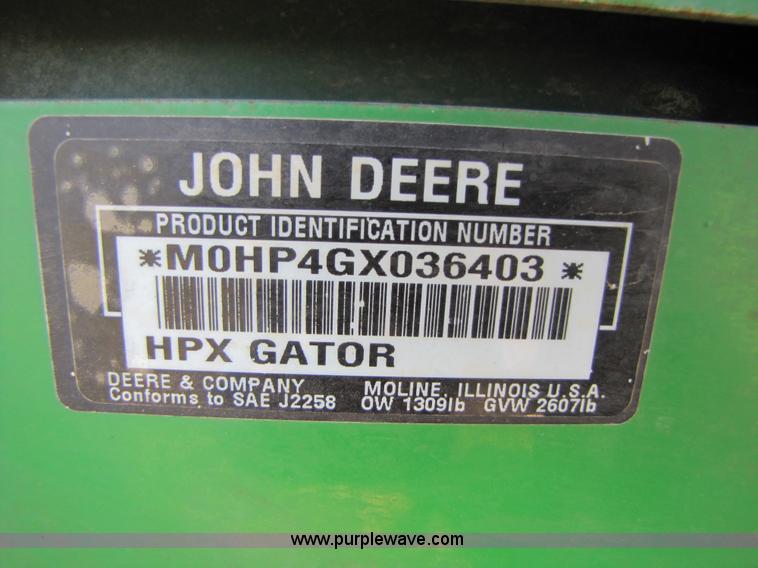 JOHN DEERE
PRODUCT IDENTIFICATION NUMBER
*M0HP4GX036403*
HPX GATOR
DEERE & COMPANY MOLINE, ILLINOIS U.S.A.
Conforms to SAE J2258 OW 1309lb GVW 2607lb
www.purplewave.com